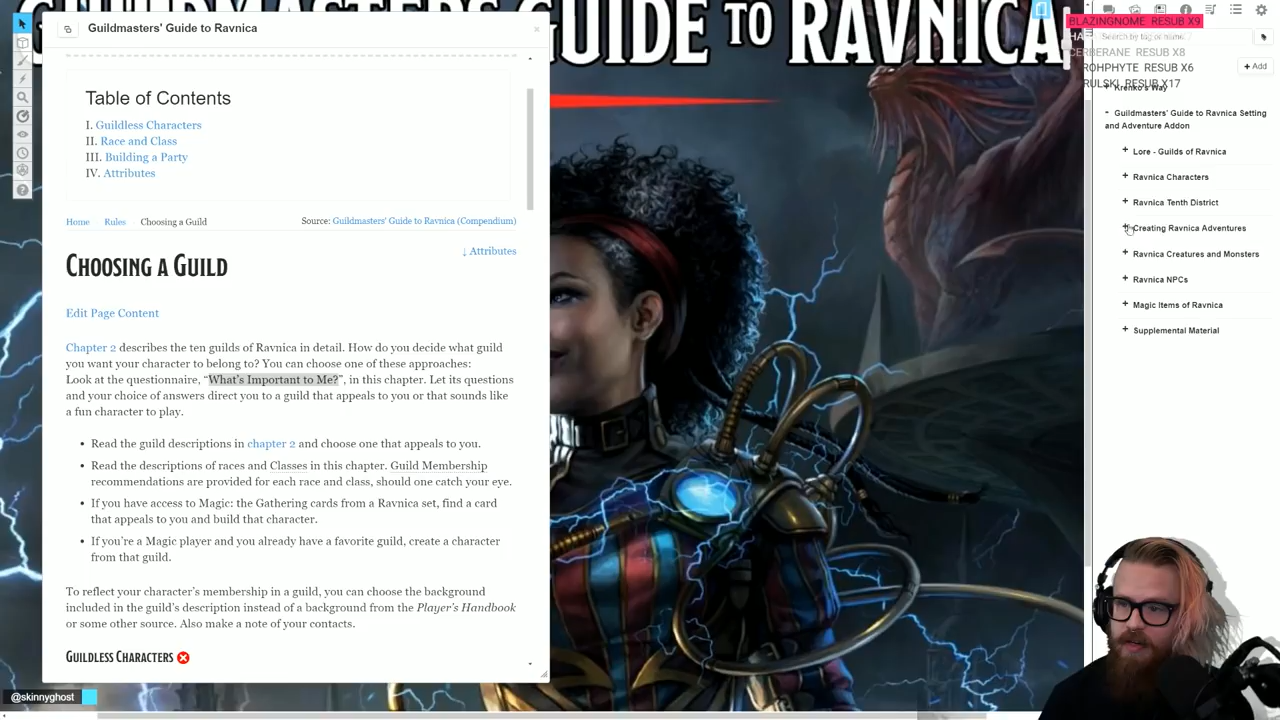 GUILDMASTERS' GUIDE TO RAVNICA
Guildmasters' Guide to Ravnica
Table of Contents
I. Guildless Characters
II. Race and Class
III. Building a Party
IV. Attributes
Home Rules Choosing a Guild Source: Guildmasters' Guide to Ravnica (Compendium)
↓ Attributes
CHOOSING A GUILD
Edit Page Content
Chapter 2 describes the ten guilds of Ravnica in detail. How do you decide what guild
you want your character to belong to? You can choose one of these approaches:
Look at the questionnaire, “What’s Important to Me?”, in this chapter. Let its questions
and your choice of answers direct you to a guild that appeals to you or that sounds like
a fun character to play.
• Read the guild descriptions in chapter 2 and choose one that appeals to you.
• Read the descriptions of races and Classes in this chapter. Guild Membership
recommendations are provided for each race and class, should one catch your eye.
• If you have access to Magic: the Gathering cards from a Ravnica set, find a card
that appeals to you and build that character.
• If you’re a Magic player and you already have a favorite guild, create a character
from that guild.
To reflect your character’s membership in a guild, you can choose the background
included in the guild’s description instead of a background from the Player’s Handbook
or some other source. Also make a note of your contacts.
GUILDLESS CHARACTERS
@skinnyghost
BLAZINGNOME RESUB X9
Search by tag or name
CERBERANE RESUB X8
RESUB X6
+ Add
RULSKI RESUB X17
Krenko's Way
Guildmasters' Guide to Ravnica Setting
and Adventure Addon
+ Lore - Guilds of Ravnica
+ Ravnica Characters
+ Ravnica Tenth District
+ Creating Ravnica Adventures
+ Ravnica Creatures and Monsters
+ Ravnica NPCs
+ Magic Items of Ravnica
+ Supplemental Material